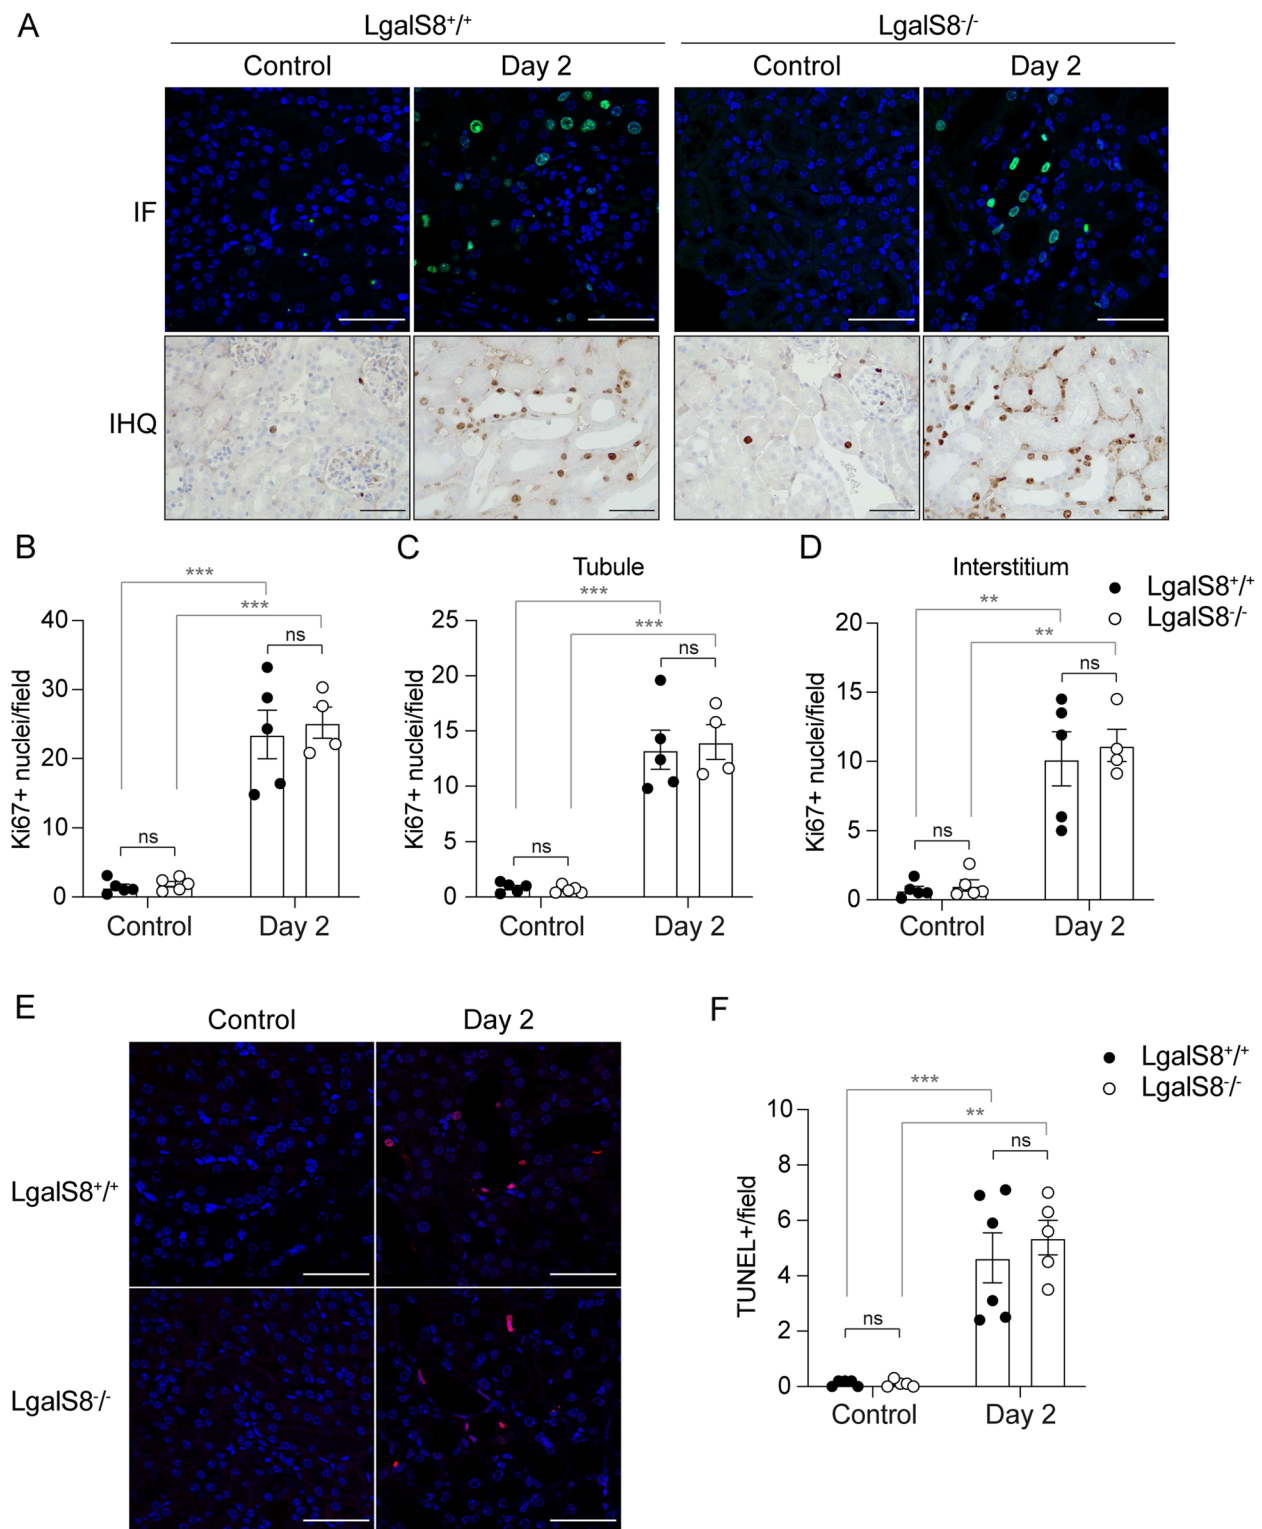 A
LgalS8+/+
LgalS8-/-
Control
Day 2
Control
Day 2
IF
IHQ
B
***
***
ns
ns
40
30
20
10
0
Ki67+ nuclei/field
Control
Day 2
C
Tubule
***
***
ns
ns
25
20
15
10
5
0
Ki67+ nuclei/field
Control
Day 2
D
Interstitium
LgalS8+/+
LgalS8-/-
**
**
ns
ns
20
15
10
5
0
Ki67+ nuclei/field
Control
Day 2
E
Control
Day 2
LgalS8+/+
LgalS8-/-
F
LgalS8+/+
LgalS8-/-
***
**
ns
ns
10
8
6
4
2
0
TUNEL+/field
Control
Day 2